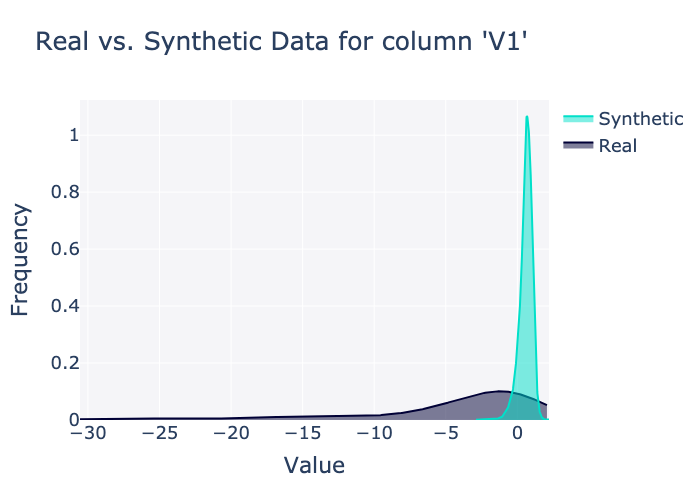 Real vs. Synthetic Data for column 'V1'
Synthetic
Real
Frequency
1
0.8
0.6
0.4
0.2
0
−30 −25 −20 −15 −10 −5 0
Value